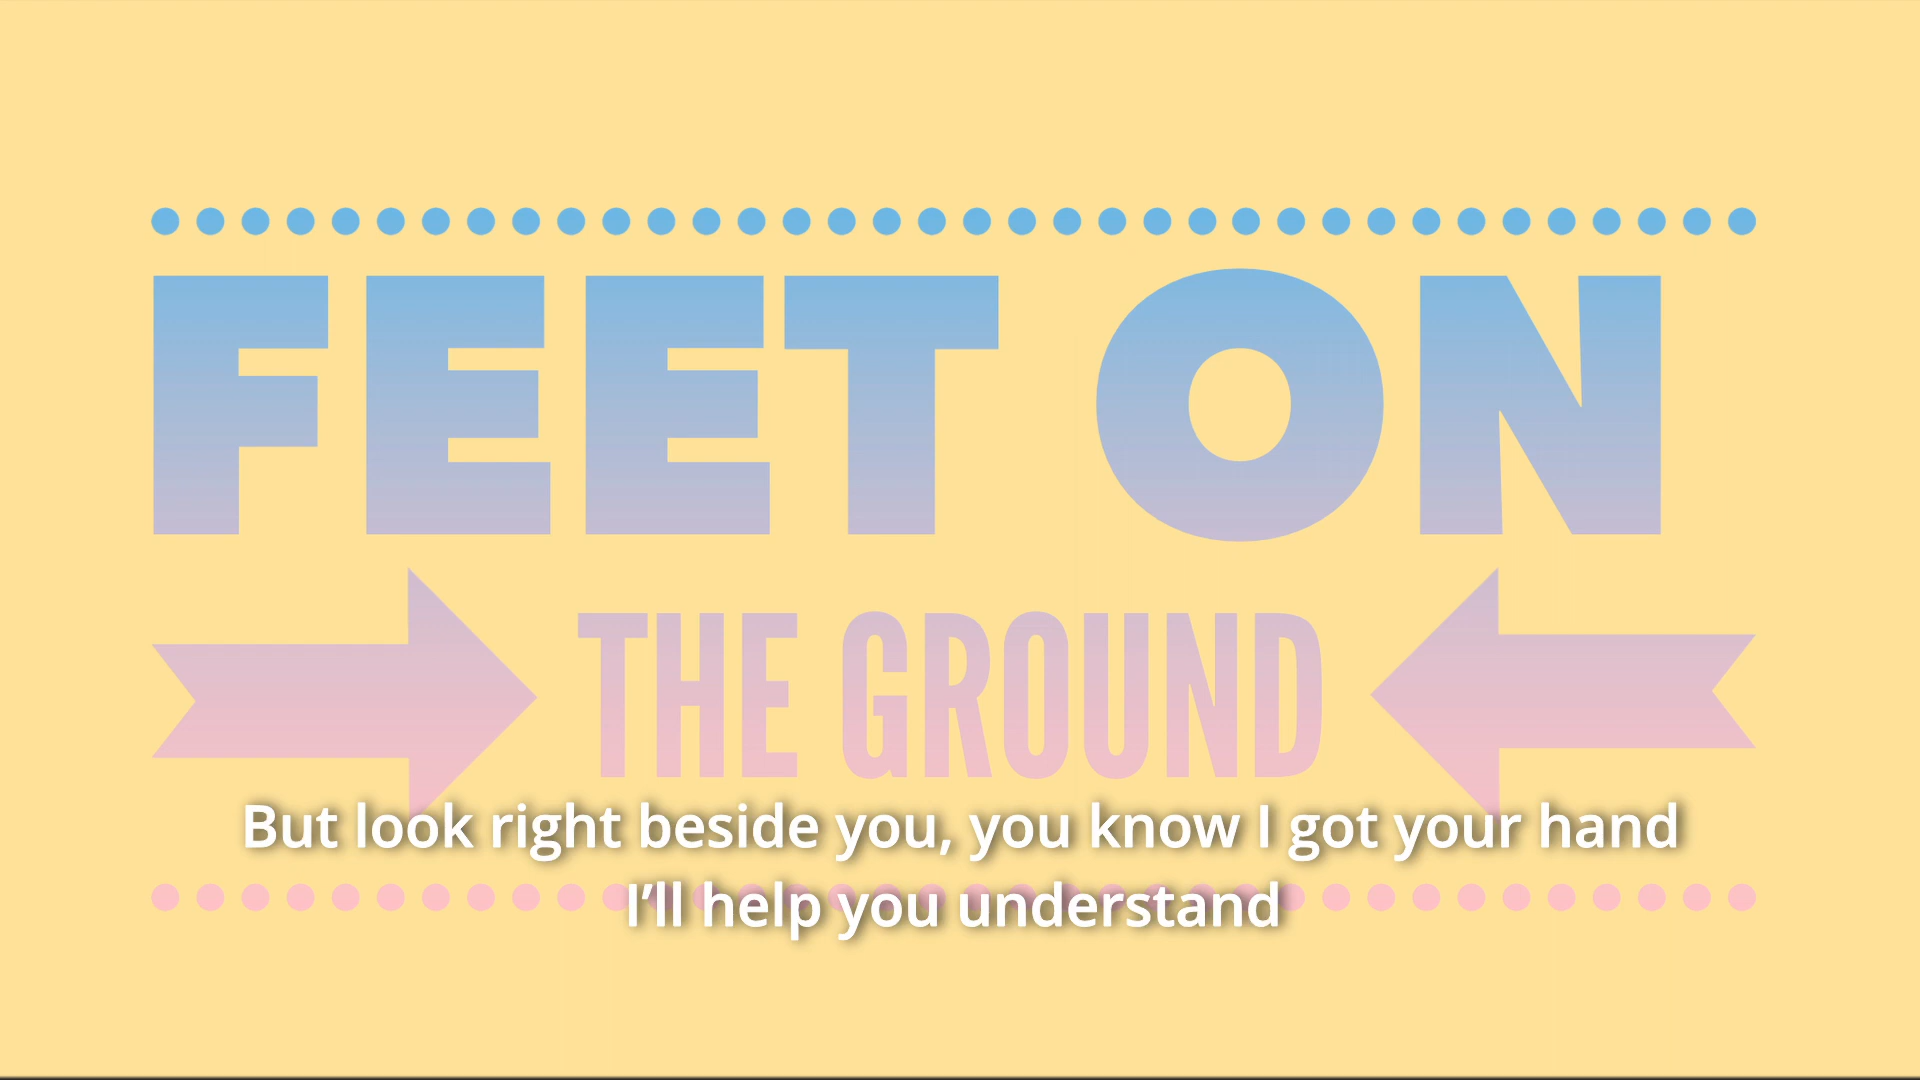 FEET ON
THE GROUND
But look right beside you, you know I got your hand
I’ll help you understand